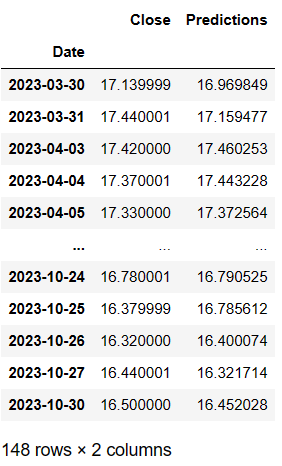 Close Predictions
Date
2023-03-30 17.139999 16.969849
2023-03-31 17.440001 17.159477
2023-04-03 17.420000 17.460253
2023-04-04 17.370001 17.443228
2023-04-05 17.330000 17.372564
... ... ...
2023-10-24 16.780001 16.790525
2023-10-25 16.379999 16.785612
2023-10-26 16.320000 16.400074
2023-10-27 16.440001 16.321714
2023-10-30 16.500000 16.452028
148 rows × 2 columns